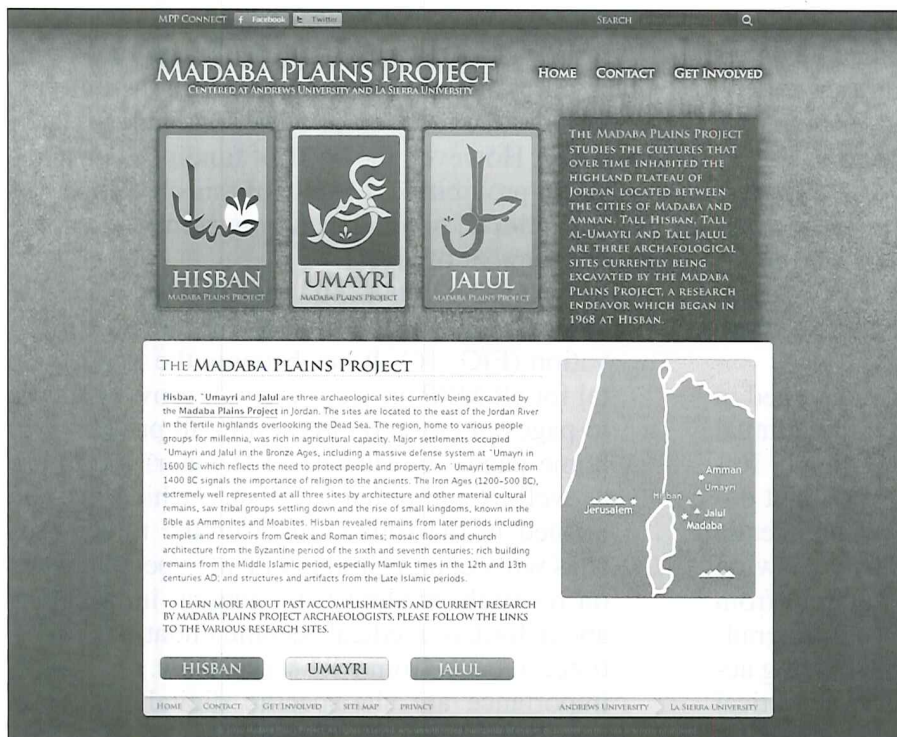 MPP CONNECT f Facebook Twitter SEARCH
MADABA PLAINS PROJECT
CENTERED AT ANDREWS UNIVERSITY AND LA SIERRA UNIVERSITY
HOME CONTACT GET INVOLVED
حسبان
HISBAN
MADABA PLAINS PROJECT
عميري
UMAYRI
MADABA PLAINS PROJECT
جلول
JALUL
MADABA PLAINS PROJECT
THE MADABA PLAINS PROJECT
STUDIES THE CULTURES THAT
OVER TIME INHABITED THE
HIGHLAND PLATEAU OF
JORDAN LOCATED BETWEEN
THE CITIES OF MADABA AND
AMMAN. TALL HISBAN, TALL
AL-UMAYRI AND TALL JALUL
ARE THREE ARCHAEOLOGICAL
SITES CURRENTLY BEING
EXCAVATED BY THE MADABA
PLAINS PROJECT, A RESEARCH
ENDEAVOR WHICH BEGAN IN
1968 AT HISBAN.
THE MADABA PLAINS PROJECT
Hisban, `Umayri and Jalul are three archaeological sites currently being excavated by
the Madaba Plains Project in Jordan. The sites are located to the east of the Jordan River
in the fertile highlands overlooking the Dead Sea. The region, home to various people
groups for millennia, was rich in agricultural capacity. Major settlements occupied
`Umayri and Jalul in the Bronze Ages, including a massive defense system at `Umayri in
1600 BC which reflects the need to protect people and property. An `Umayri temple from
1400 BC signals the importance of religion to the ancients. The Iron Ages (1200–500 BC),
extremely well represented at all three sites by architecture and other material cultural
remains, saw tribal groups settling down and the rise of small kingdoms, known in the
Bible as Ammonites and Moabites. Hisban revealed remains from later periods including
temples and reservoirs from Greek and Roman times; mosaic floors and church
architecture from the Byzantine period of the sixth and seventh centuries; rich building
remains from the Middle Islamic period, especially Mamluk times in the 12th and 13th
centuries AD; and structures and artifacts from the Late Islamic periods.
TO LEARN MORE ABOUT PAST ACCOMPLISHMENTS AND CURRENT RESEARCH
BY MADABA PLAINS PROJECT ARCHAEOLOGISTS, PLEASE FOLLOW THE LINKS
TO THE VARIOUS RESEARCH SITES.
Amman
Umayri
Hisban
Jerusalem
Jalul
Madaba
HISBAN UMAYRI JALUL
HOME CONTACT GET INVOLVED SITE MAP PRIVACY ANDREWS UNIVERSITY LA SIERRA UNIVERSITY